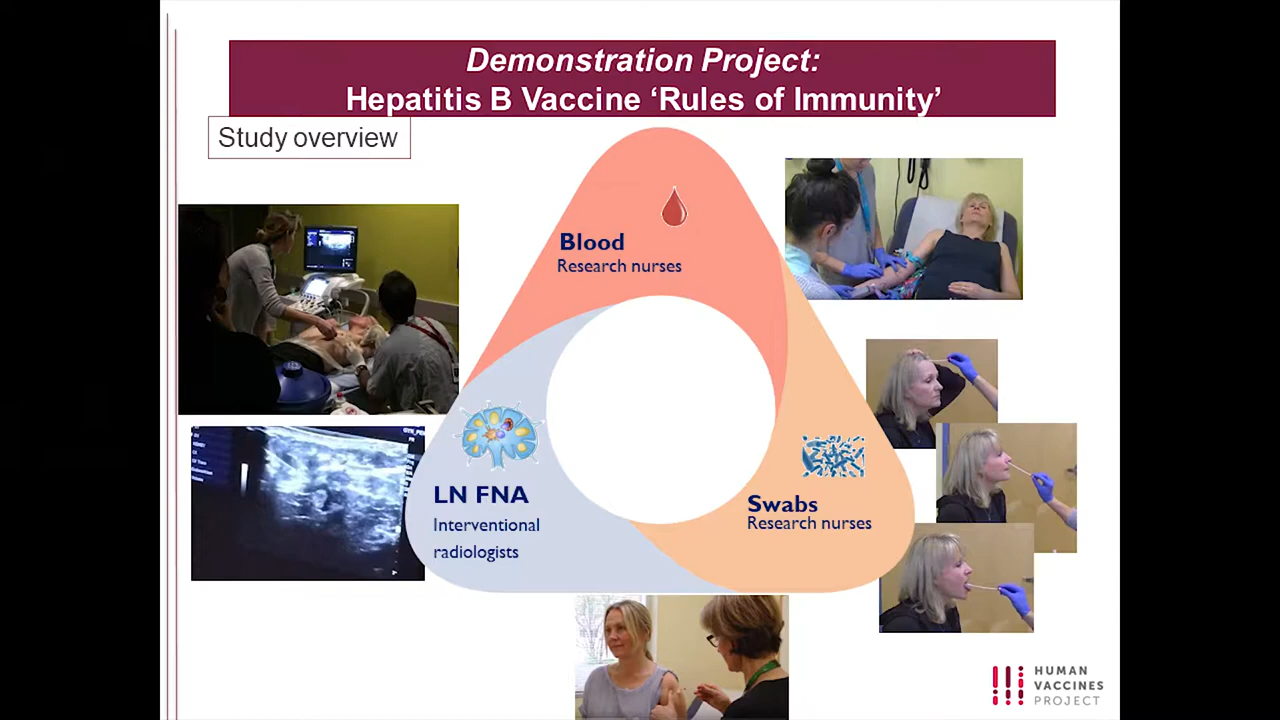 Demonstration Project:
Hepatitis B Vaccine ‘Rules of Immunity’
Study overview
Blood
Research nurses
LN FNA
Interventional
radiologists
Swabs
Research nurses
HUMAN
VACCINES
PROJECT